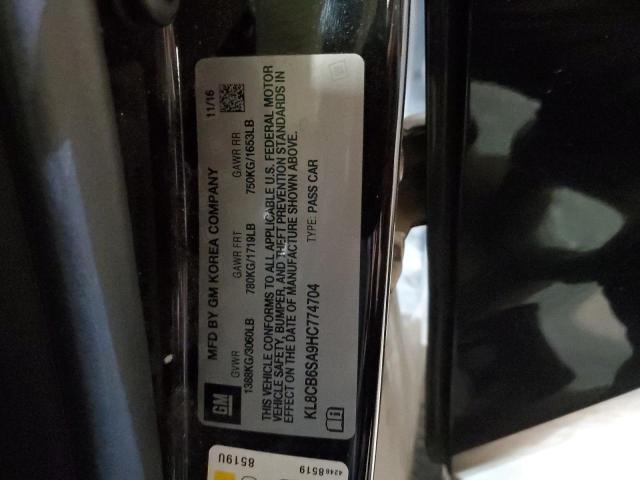 GM
MFD BY GM KOREA COMPANY 11/16
GVWR GAWR FRT GAWR RR
1388KG/3060LB 780KG/1719LB 750KG/1653LB
THIS VEHICLE CONFORMS TO ALL APPLICABLE U.S. FEDERAL MOTOR
VEHICLE SAFETY, BUMPER, AND THEFT PREVENTION STANDARDS IN
EFFECT ON THE DATE OF MANUFACTURE SHOWN ABOVE.
KL8CB6SA9HC774704 TYPE: PASS CAR
8519U
42468519